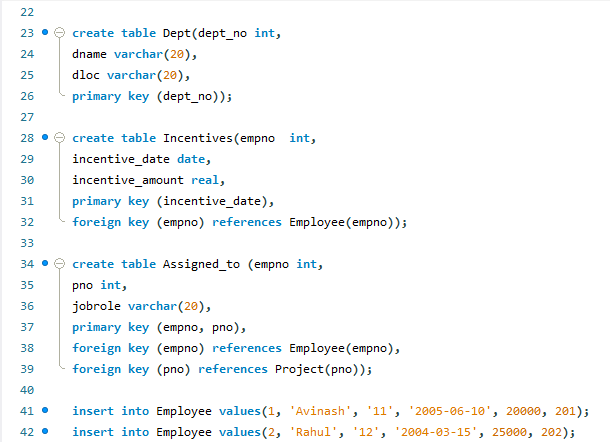 22
23 create table Dept(dept_no int,
24 dname varchar(20),
25 dloc varchar(20),
26 primary key (dept_no));
27
28 create table Incentives(empno  int,
29 incentive_date date,
30 incentive_amount real,
31 primary key (incentive_date),
32 foreign key (empno) references Employee(empno));
33
34 create table Assigned_to (empno int,
35 pno int,
36 jobrole varchar(20),
37 primary key (empno, pno),
38 foreign key (empno) references Employee(empno),
39 foreign key (pno) references Project(pno));
40
41 insert into Employee values(1, 'Avinash', '11', '2005-06-10', 20000, 201);
42 insert into Employee values(2, 'Rahul', '12', '2004-03-15', 25000, 202);